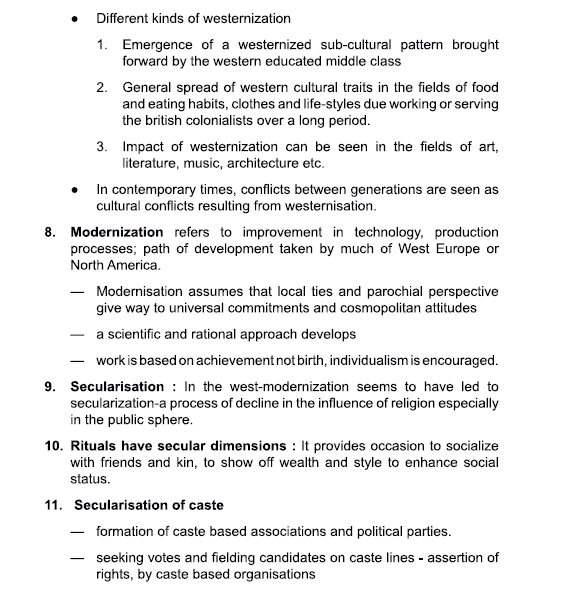 ● Different kinds of westernization
1. Emergence of a westernized sub-cultural pattern brought
forward by the western educated middle class
2. General spread of western cultural traits in the fields of food
and eating habits, clothes and life-styles due working or serving
the british colonialists over a long period.
3. Impact of westernization can be seen in the fields of art,
literature, music, architecture etc.
● In contemporary times, conflicts between generations are seen as
cultural conflicts resulting from westernisation.
8. Modernization refers to improvement in technology, production
processes; path of development taken by much of West Europe or
North America.
— Modernisation assumes that local ties and parochial perspective
give way to universal commitments and cosmopolitan attitudes
— a scientific and rational approach develops
— work is based on achievement not birth, individualism is encouraged.
9. Secularisation : In the west-modernization seems to have led to
secularization-a process of decline in the influence of religion especially
in the public sphere.
10. Rituals have secular dimensions : It provides occasion to socialize
with friends and kin, to show off wealth and style to enhance social
status.
11. Secularisation of caste
— formation of caste based associations and political parties.
— seeking votes and fielding candidates on caste lines - assertion of
rights, by caste based organisations